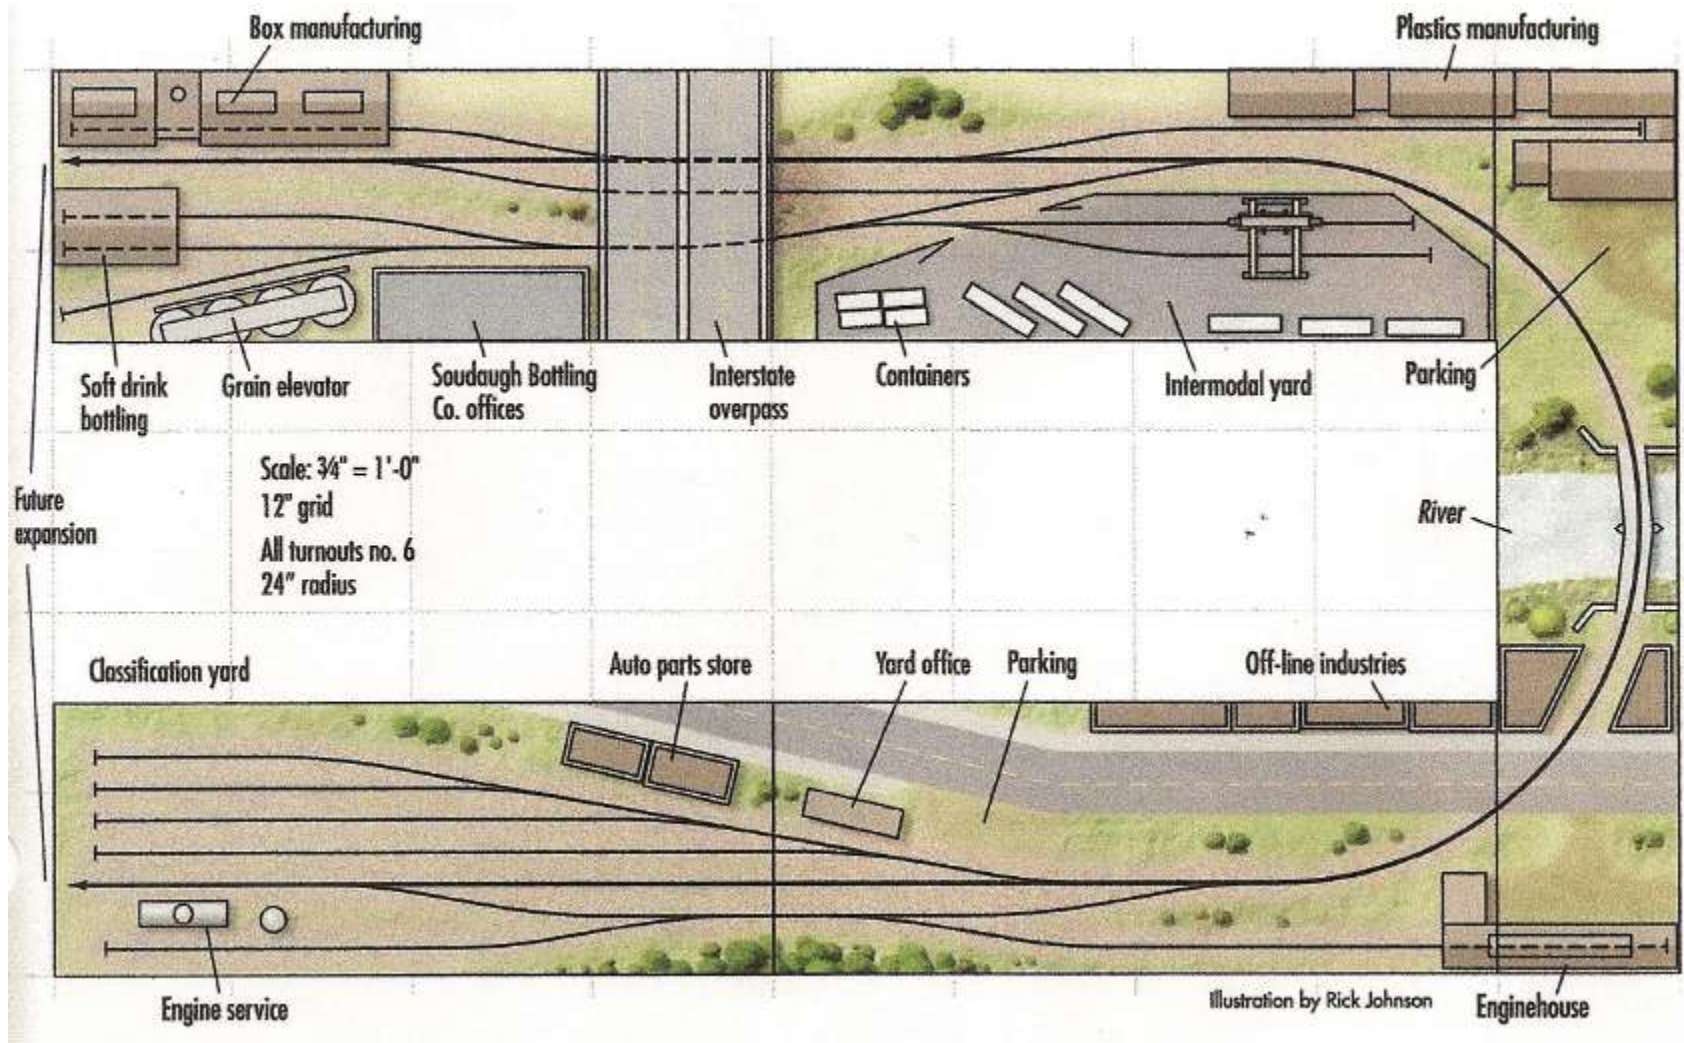 Box manufacturing
Plastics manufacturing
Soft drink
bottling
Grain elevator
Soudaugh Bottling
Co. offices
Interstate
overpass
Containers
Intermodal yard
Parking
Scale: ¾" = 1'-0"
12" grid
All turnouts no. 6
24" radius
Future
expansion
River
Classification yard
Auto parts store
Yard office
Parking
Off-line industries
Engine service
Illustration by Rick Johnson
Enginehouse